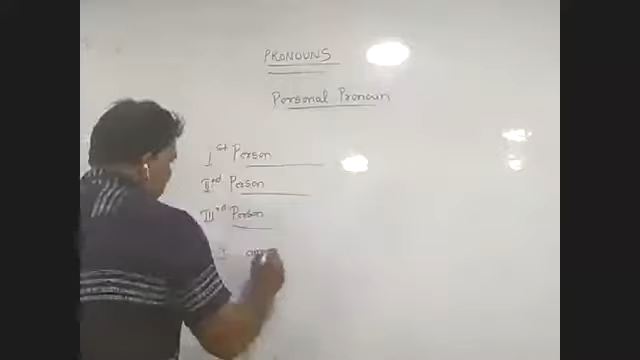 PRONOUNS
Personal Pronoun
Ist Person
IInd Person
IIIrd Person
I